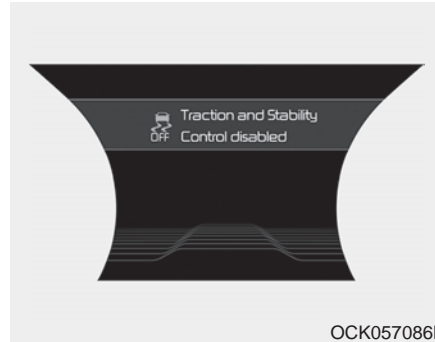 Traction and Stability
OFF Control disabled
OCK057086